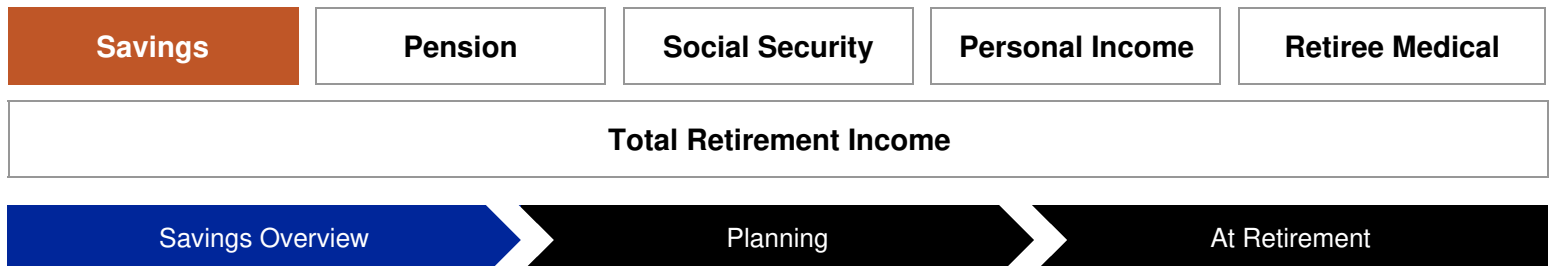 Savings Pension Social Security Personal Income Retiree Medical
Total Retirement Income
Savings Overview Planning At Retirement